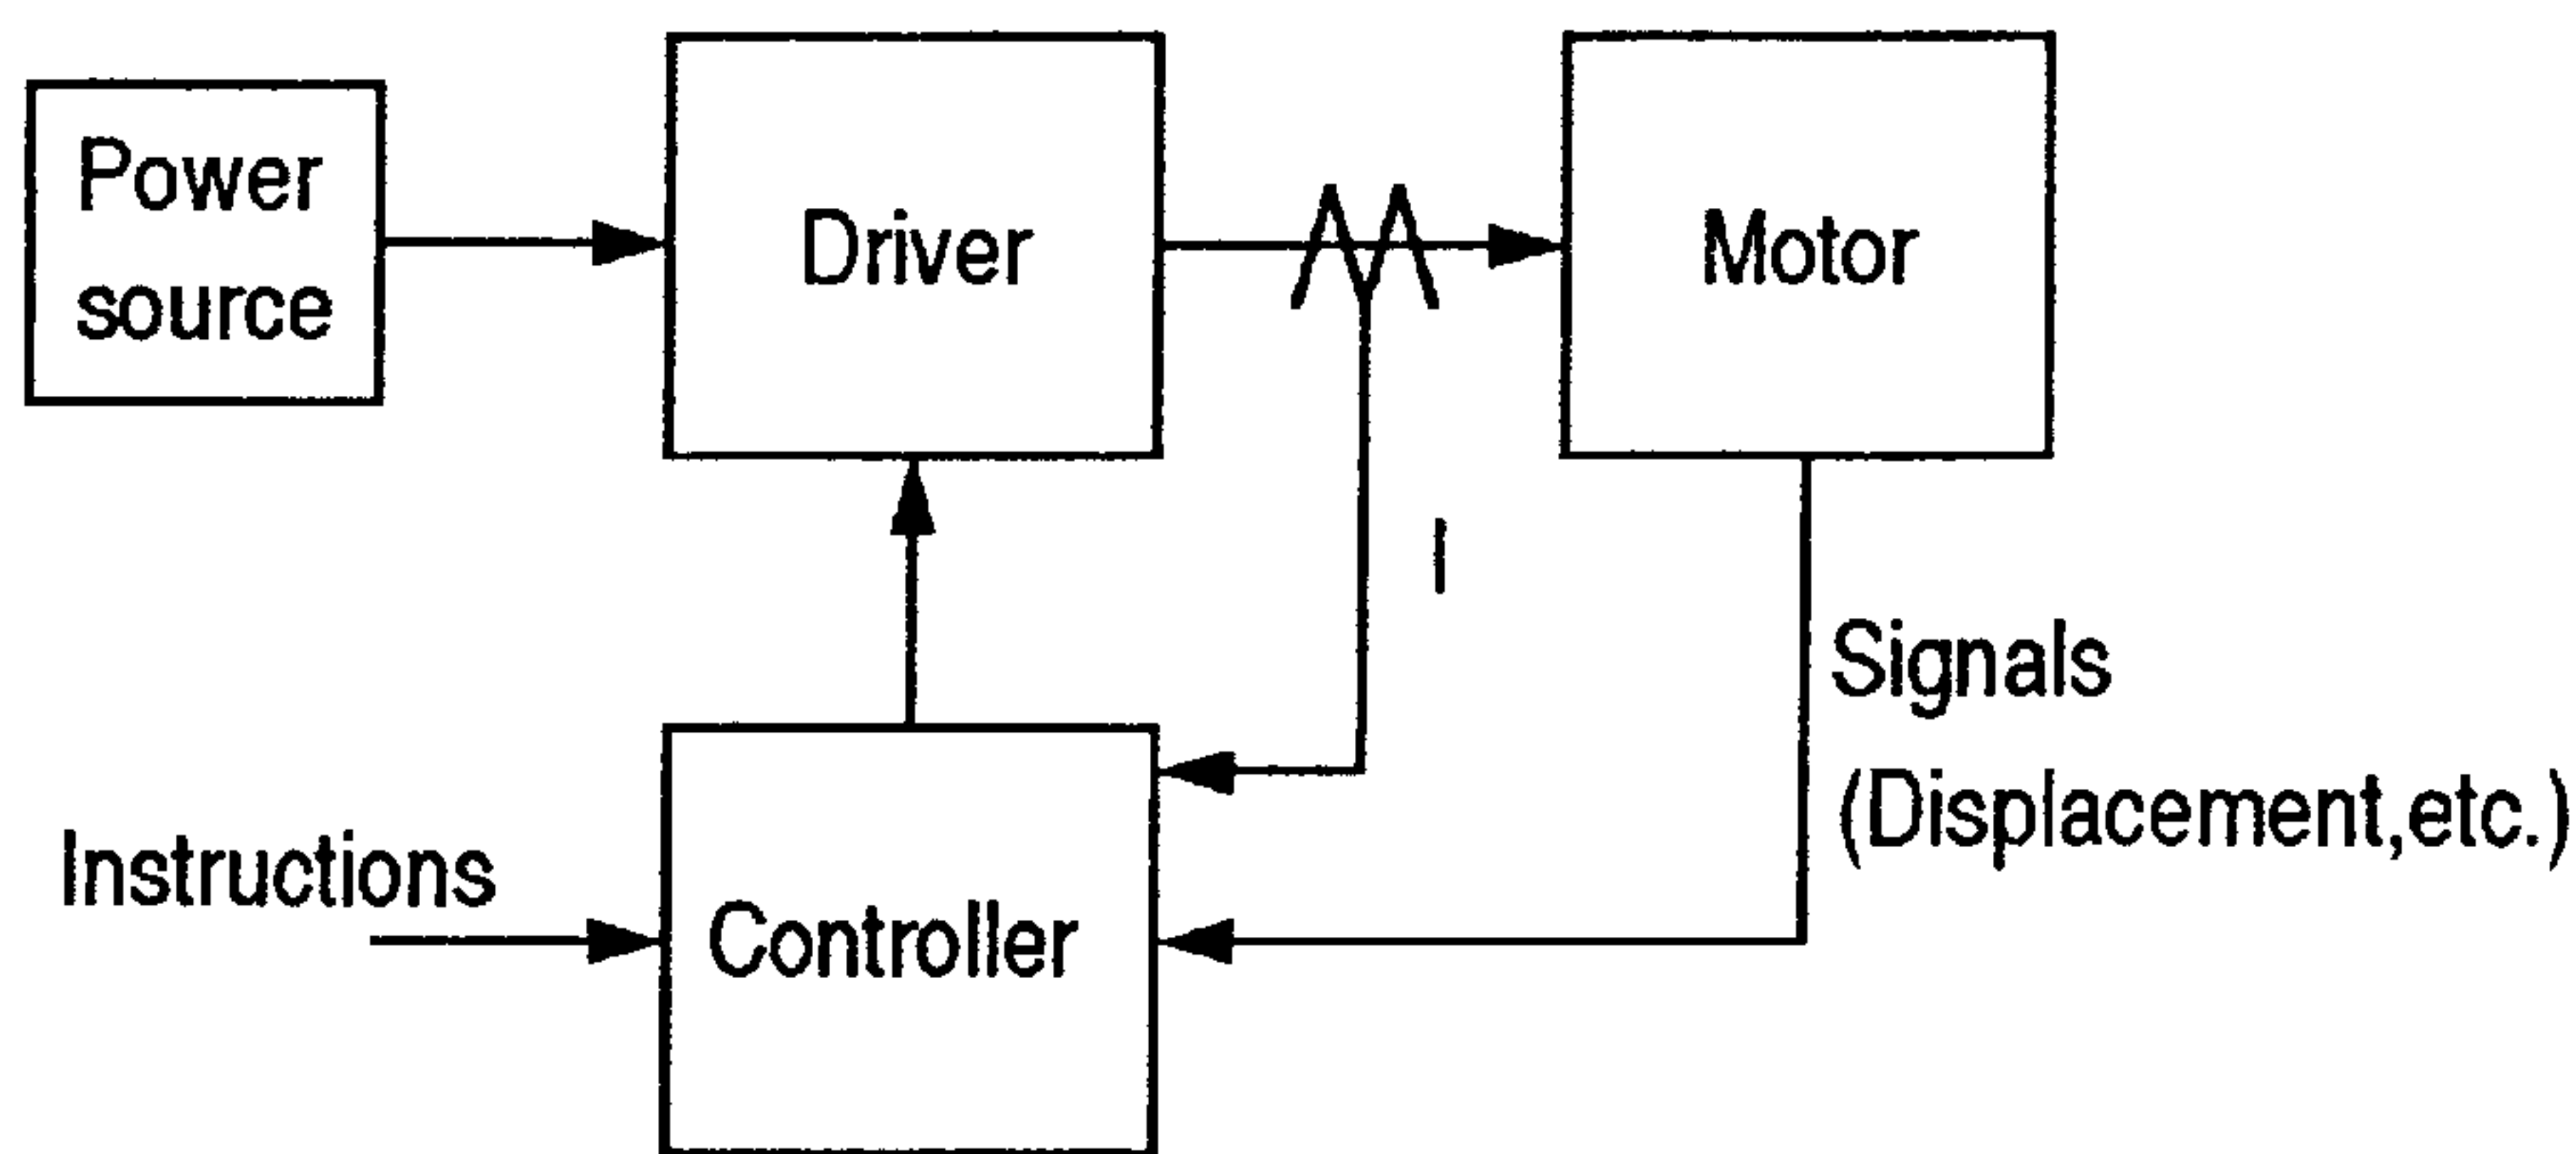 Power
source
Driver
Motor
I
Signals
(Displacement,etc.)
Instructions
Controller